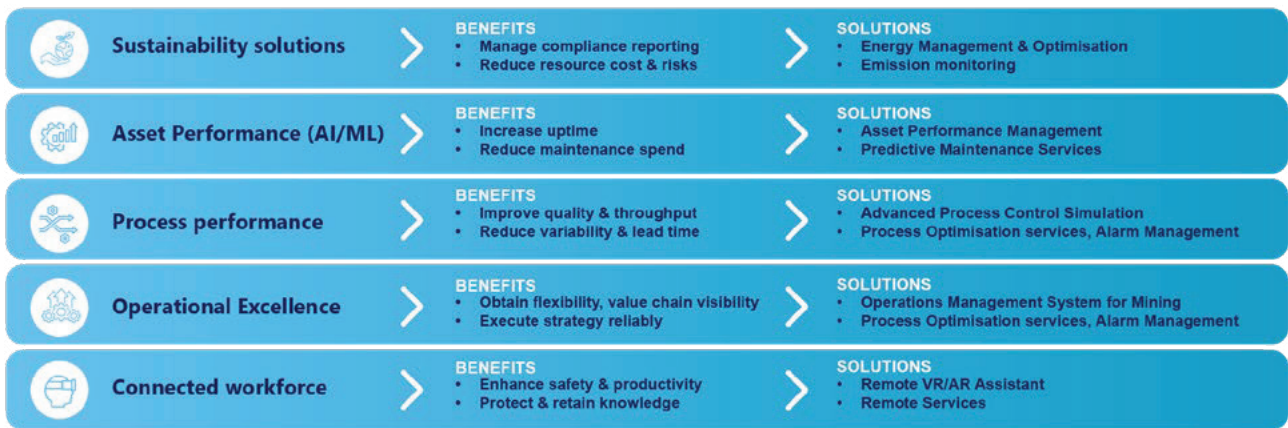 Sustainability solutions
BENEFITS
• Manage compliance reporting
• Reduce resource cost & risks
SOLUTIONS
• Energy Management & Optimisation
• Emission monitoring
Asset Performance (AI/ML)
BENEFITS
• Increase uptime
• Reduce maintenance spend
SOLUTIONS
• Asset Performance Management
• Predictive Maintenance Services
Process performance
BENEFITS
• Improve quality & throughput
• Reduce variability & lead time
SOLUTIONS
• Advanced Process Control Simulation
• Process Optimisation services, Alarm Management
Operational Excellence
BENEFITS
• Obtain flexibility, value chain visibility
• Execute strategy reliably
SOLUTIONS
• Operations Management System for Mining
• Process Optimisation services, Alarm Management
Connected workforce
BENEFITS
• Enhance safety & productivity
• Protect & retain knowledge
SOLUTIONS
• Remote VR/AR Assistant
• Remote Services